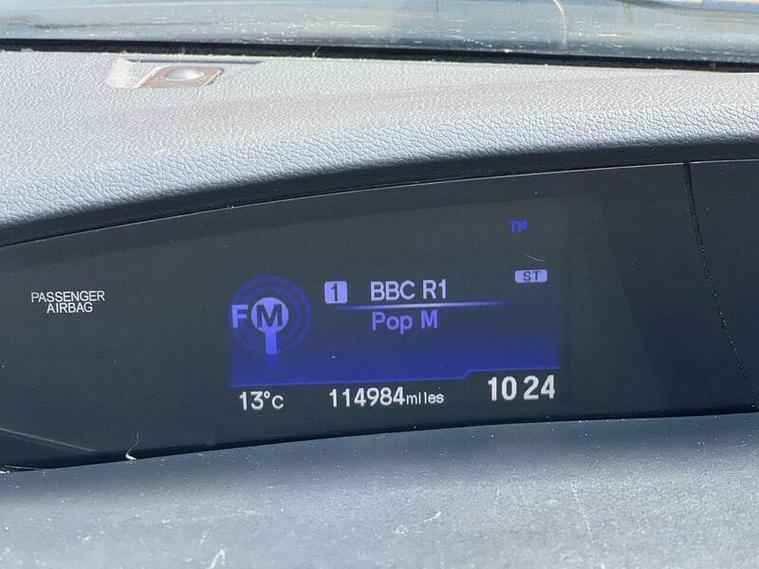 PASSENGER
AIRBAG
TP
ST
FM
1 BBC R1
Pop M
13°C 114984miles 10 24